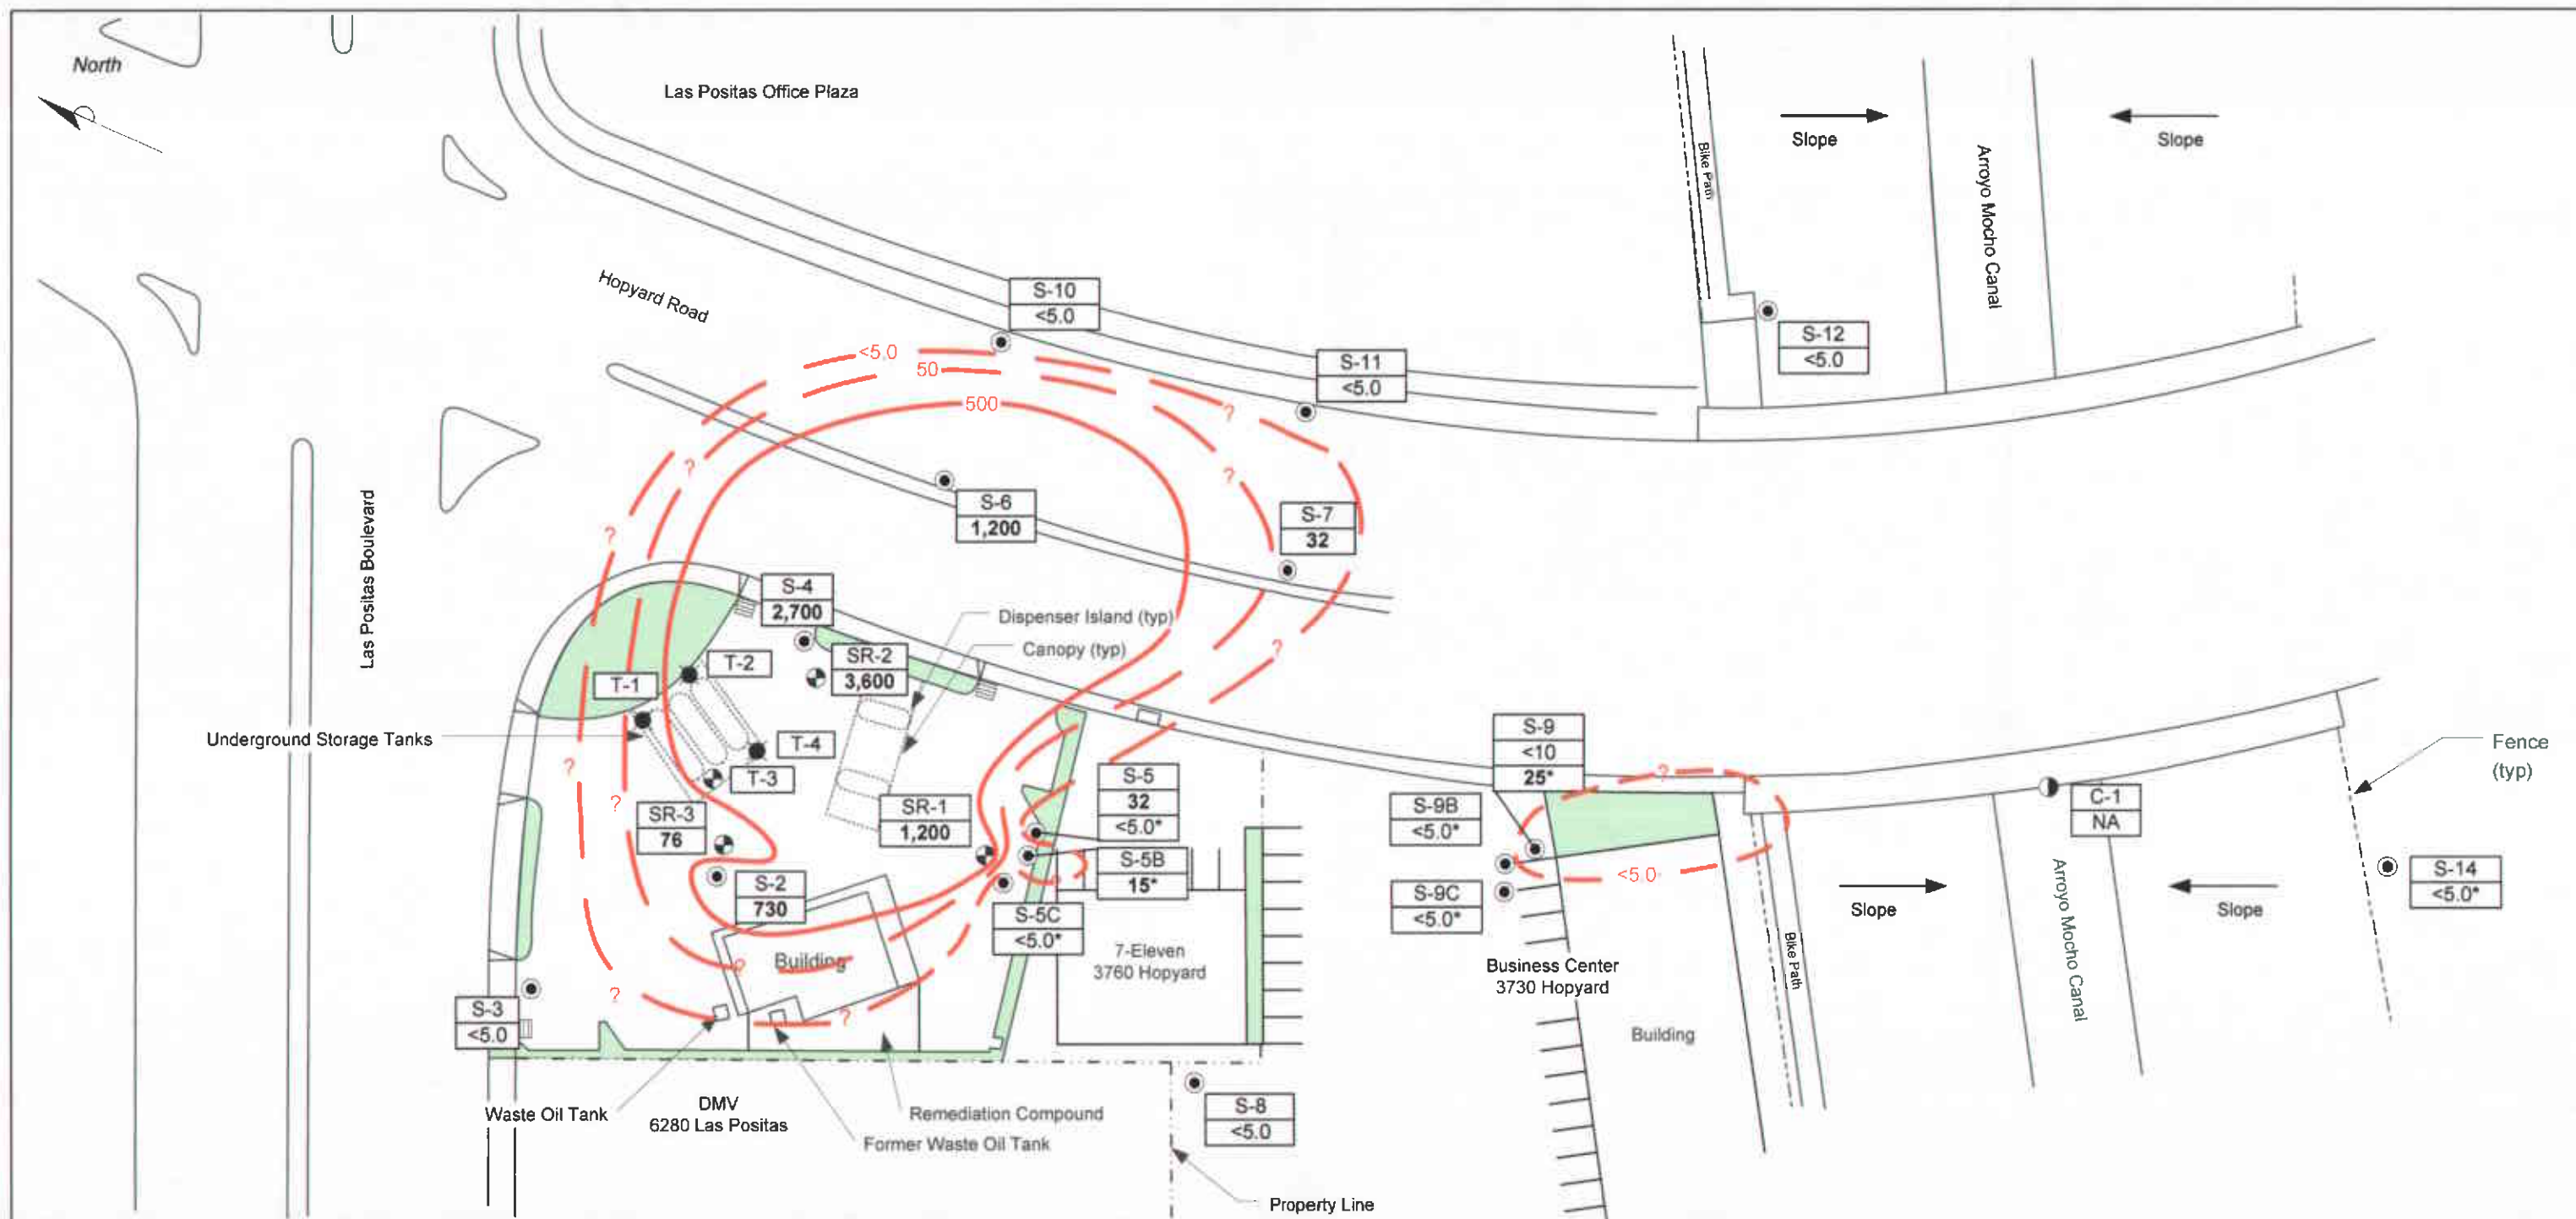 North
Las Positas Office Plaza
Slope
Slope
Bike Path
Arroyo Mocho Canal
Hopyard Road
S-10
<5.0
S-12
<5.0
<5.0
50
500
S-11
<5.0
?
?
?
?
S-6
1,200
S-7
32
Las Positas Boulevard
S-4
2,700
Dispenser Island (typ)
Canopy (typ)
?
T-2
T-1
SR-2
3,600
Underground Storage Tanks
T-4
T-3
?
?
SR-3
76
SR-1
1,200
S-5
32
<5.0*
S-5B
15*
?
S-5C
<5.0*
S-2
730
Building
?
?
?
S-3
<5.0
7-Eleven
3760 Hopyard
S-9
<10
25*
?
S-9B
<5.0*
S-9C
<5.0*
<5.0
Business Center
3730 Hopyard
Building
Bike Path
Slope
Slope
Arroyo Mocho Canal
C-1
NA
Fence
(typ)
S-14
<5.0*
Waste Oil Tank
DMV
6280 Las Positas
Remediation Compound
Former Waste Oil Tank
S-8
<5.0
Property Line